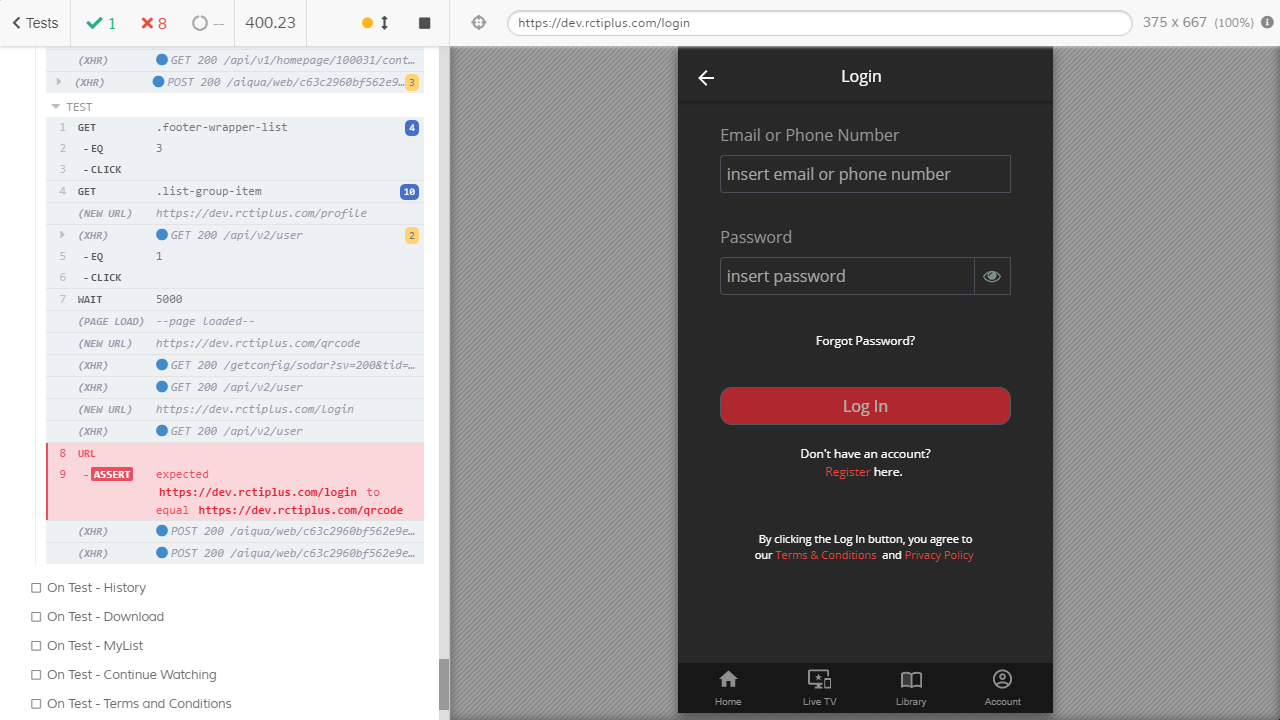 Tests
1
8
--
400.23
https://dev.rctiplus.com/login
375 x 667 (100%)
(XHR) GET 200 /api/v1/homepage/100031/cont...
(XHR) POST 200 /aiqua/web/c63c2960bf562e9... 3
TEST
1 GET .footer-wrapper-list 4
2 -EQ 3
3 -CLICK
4 GET .list-group-item 10
(NEW URL) https://dev.rctiplus.com/profile
(XHR) GET 200 /api/v2/user 2
5 -EQ 1
6 -CLICK
7 WAIT 5000
(PAGE LOAD) --page loaded--
(NEW URL) https://dev.rctiplus.com/qrcode
(XHR) GET 200 /getconfig/sodar?sv=200&tid=...
(XHR) GET 200 /api/v2/user
(NEW URL) https://dev.rctiplus.com/login
(XHR) GET 200 /api/v2/user
8 URL
9 -ASSERT expected
https://dev.rctiplus.com/login to
equal https://dev.rctiplus.com/qrcode
(XHR) POST 200 /aiqua/web/c63c2960bf562e9e...
(XHR) POST 200 /aiqua/web/c63c2960bf562e9e...
On Test - History
On Test - Download
On Test - MyList
On Test - Continue Watching
On Test - Terms and Conditions
Login
Email or Phone Number
insert email or phone number
Password
insert password
Forgot Password?
Log In
Don't have an account?
Register here.
By clicking the Log In button, you agree to
our Terms & Conditions and Privacy Policy
Home
Live TV
Library
Account